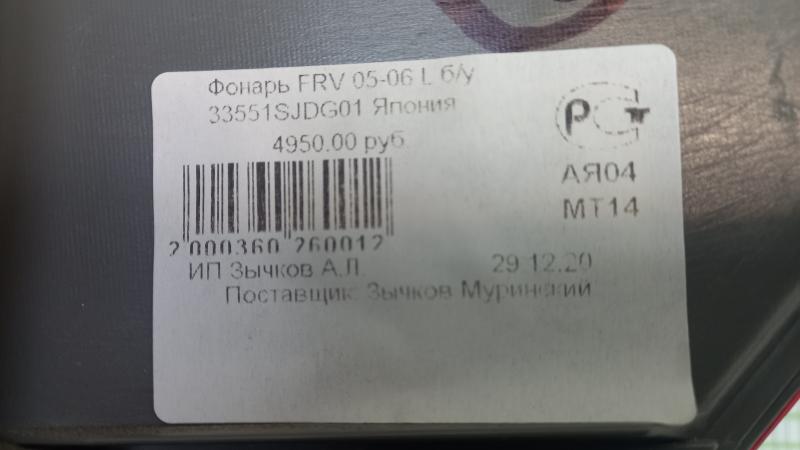 Фонарь FRV 05-06 L б/у
33551SJDG01 Япония
4950.00 руб.
РСТ
АЯ04
МТ14
2 000360 260012
ИП Зычков А.Л.
29.12.20
Поставщик: Зычков Муринский